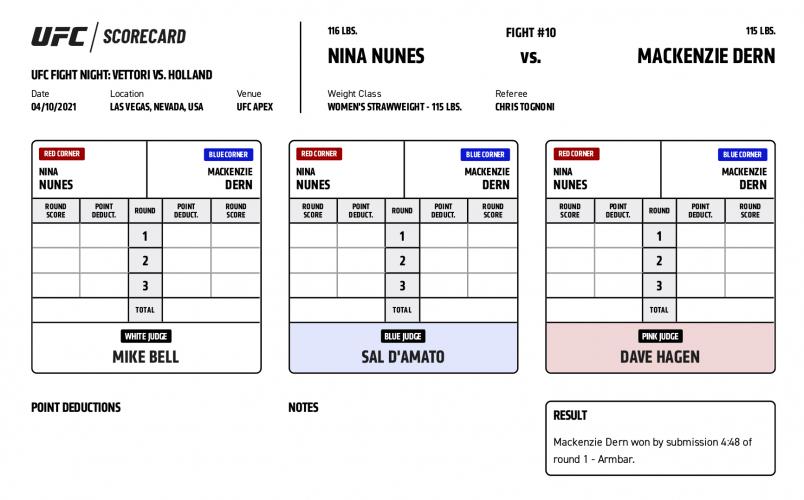 UFC SCORECARD
UFC FIGHT NIGHT: VETTORI VS. HOLLAND
Date Location Venue
04/10/2021 LAS VEGAS, NEVADA, USA UFC APEX
116 LBS. FIGHT #10 115 LBS.
NINA NUNES VS. MACKENZIE DERN
Weight Class Referee
WOMEN'S STRAWWEIGHT - 115 LBS. CHRIS TOGNONI
RED CORNER BLUE CORNER
NINA MACKENZIE
NUNES DERN
ROUND SCORE POINT DEDUCT. ROUND POINT DEDUCT. ROUND SCORE
1
2
3
TOTAL
WHITE JUDGE
MIKE BELL
RED CORNER BLUE CORNER
NINA MACKENZIE
NUNES DERN
ROUND SCORE POINT DEDUCT. ROUND POINT DEDUCT. ROUND SCORE
1
2
3
TOTAL
BLUE JUDGE
SAL D'AMATO
RED CORNER BLUE CORNER
NINA MACKENZIE
NUNES DERN
ROUND SCORE POINT DEDUCT. ROUND POINT DEDUCT. ROUND SCORE
1
2
3
TOTAL
PINK JUDGE
DAVE HAGEN
POINT DEDUCTIONS
NOTES
RESULT
Mackenzie Dern won by submission 4:48 of
round 1 - Armbar.